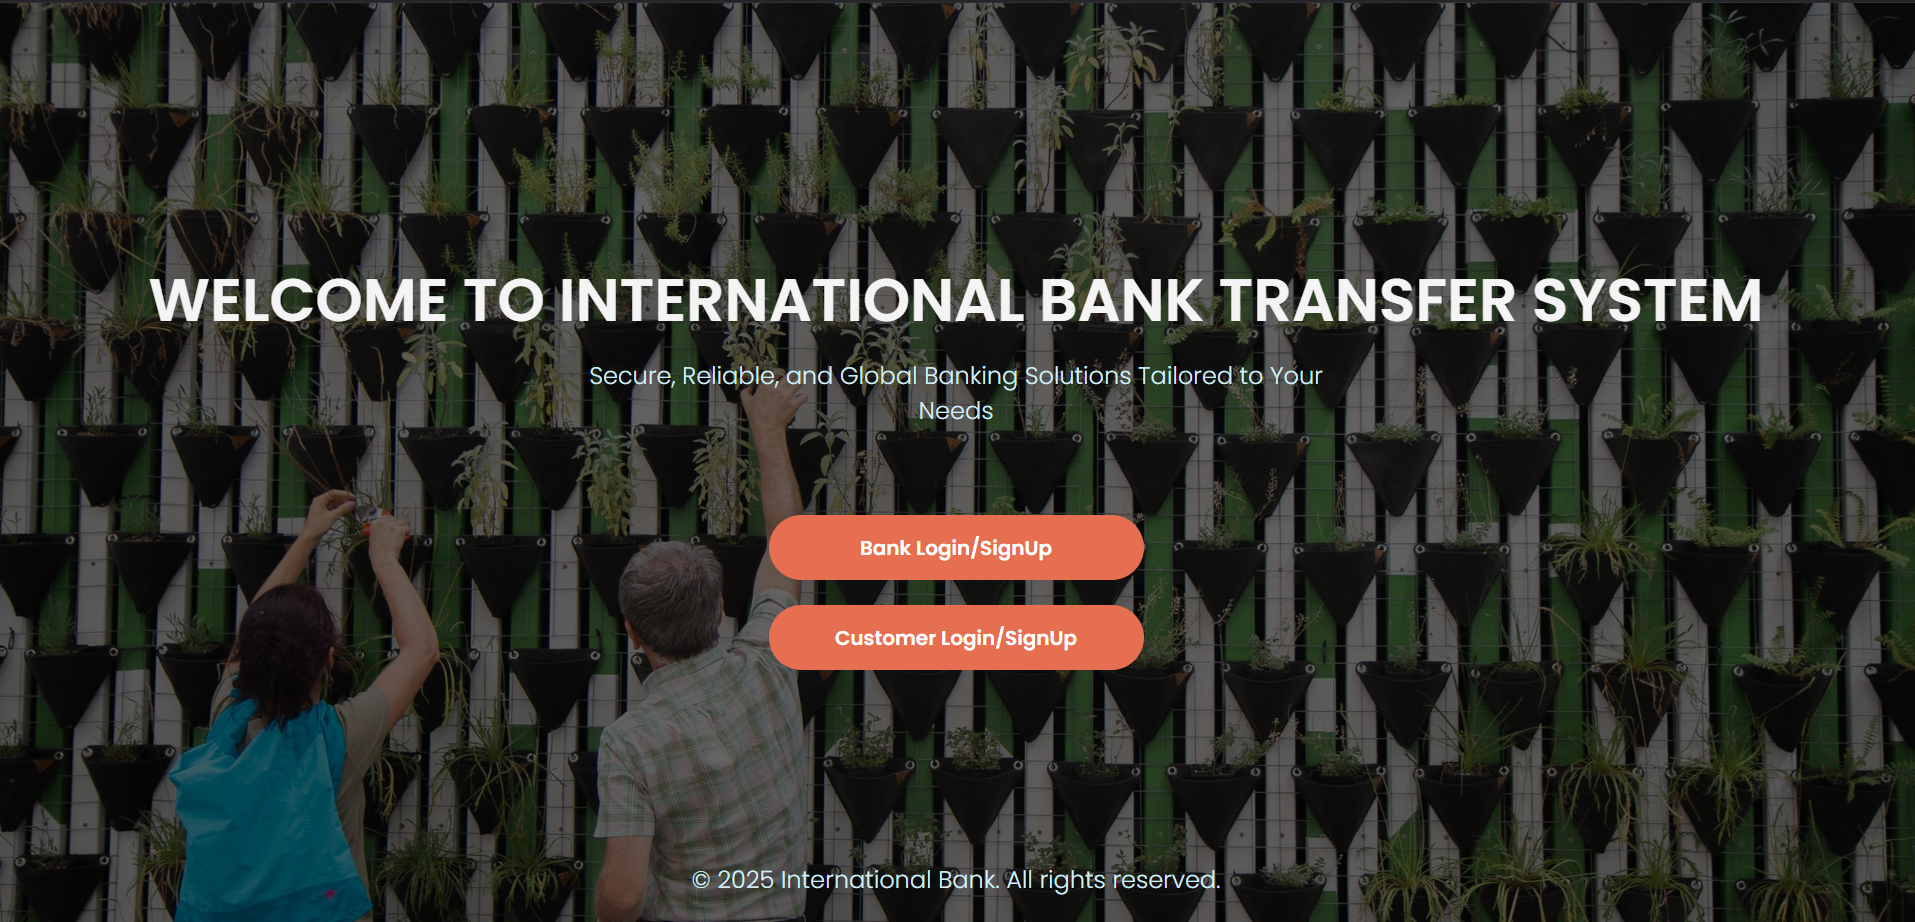 WELCOME TO INTERNATIONAL BANK TRANSFER SYSTEM
Secure, Reliable, and Global Banking Solutions Tailored to Your
Needs
Bank Login/SignUp
Customer Login/SignUp
© 2025 International Bank. All rights reserved.